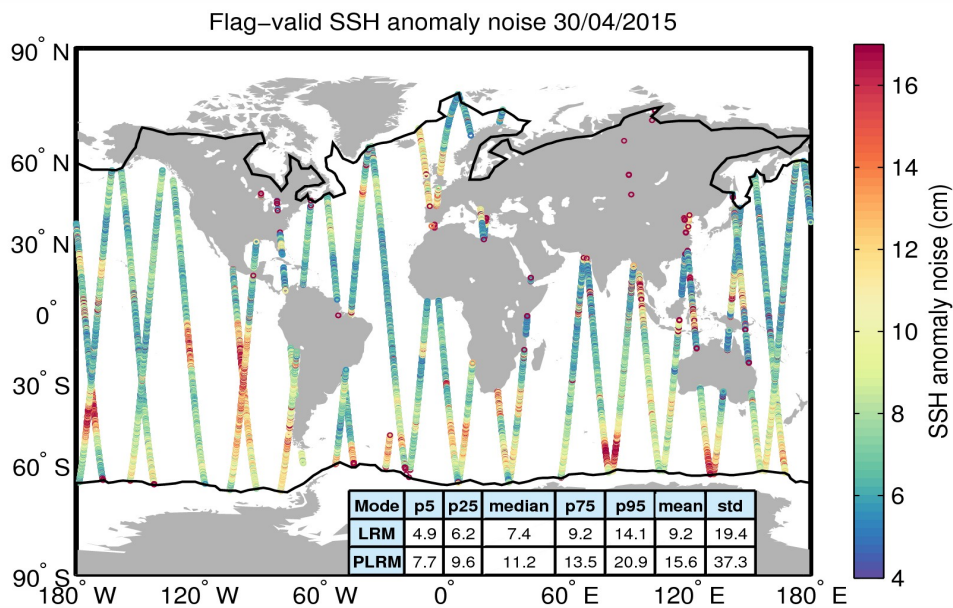 Flag−valid SSH anomaly noise 30/04/2015
90° N
60° N
30° N
0°
30° S
60° S
90° S
180° W 120° W 60° W 0° 60° E 120° E 180° E
Mode p5 p25 median p75 p95 mean std
LRM 4.9 6.2 7.4 9.2 14.1 9.2 19.4
PLRM 7.7 9.6 11.2 13.5 20.9 15.6 37.3
16
14
12
10
8
6
4
SSH anomaly noise (cm)